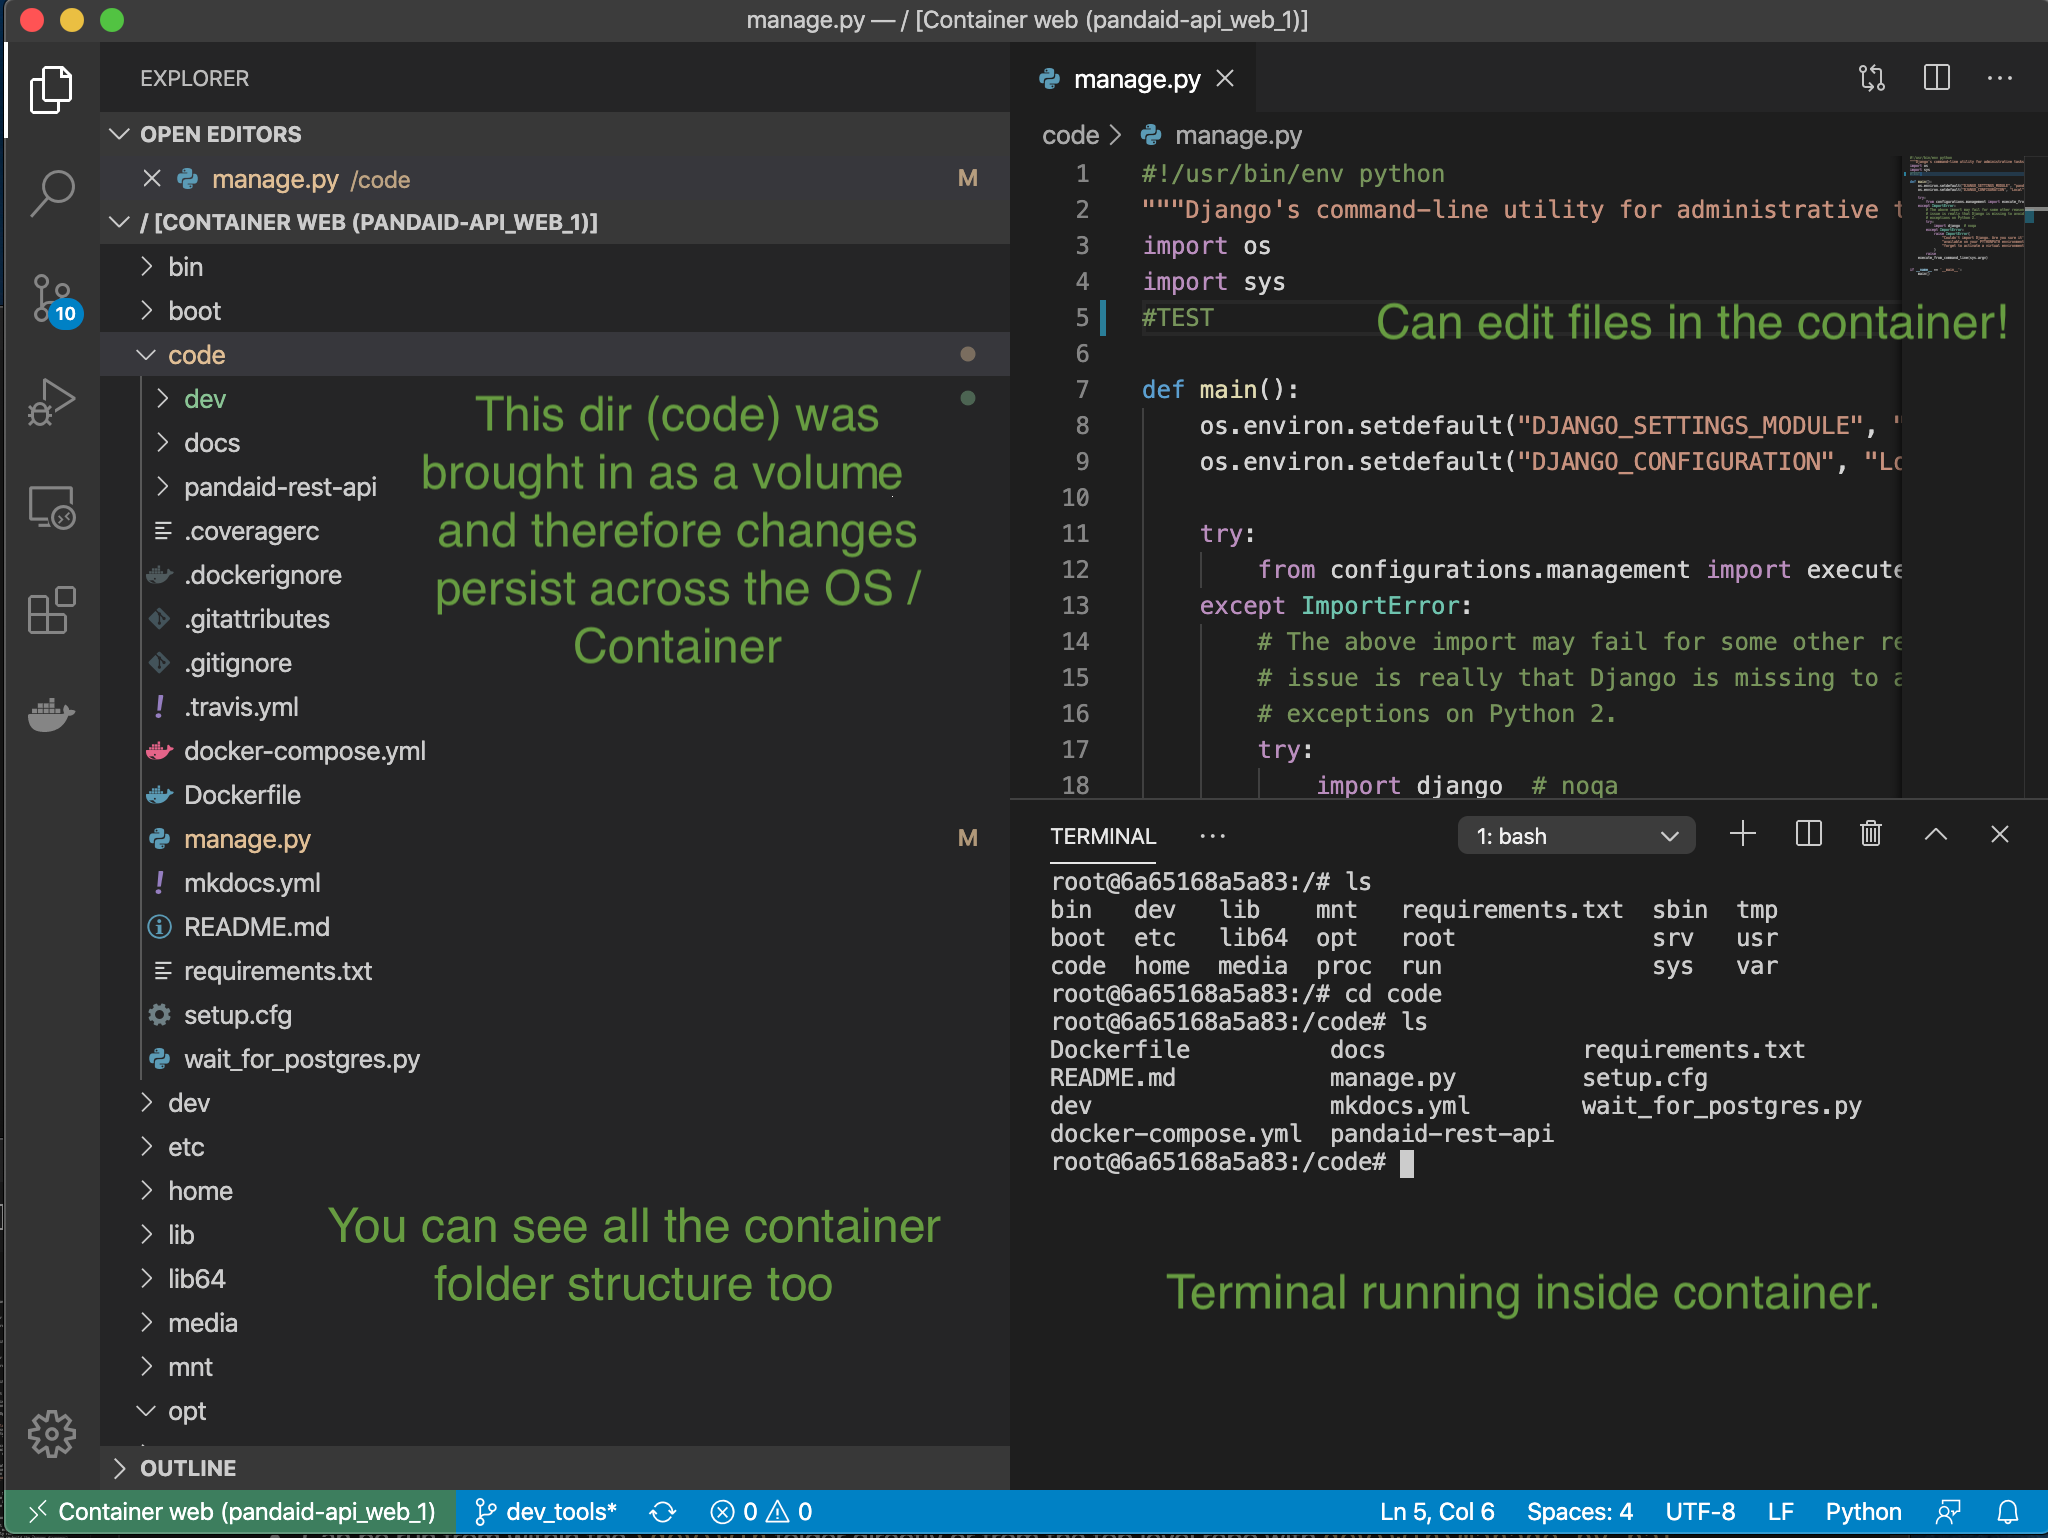 manage.py — / [Container web (pandaid-api_web_1)]
EXPLORER
OPEN EDITORS
manage.py /code M
/ [CONTAINER WEB (PANDAID-API_WEB_1)]
bin
boot
code
dev
docs
pandaid-rest-api
.coveragerc
.dockerignore
.gitattributes
.gitignore
.travis.yml
docker-compose.yml
Dockerfile
manage.py M
mkdocs.yml
README.md
requirements.txt
setup.cfg
wait_for_postgres.py
dev
etc
home
lib
lib64
media
mnt
opt
OUTLINE
10
This dir (code) was
brought in as a volume
and therefore changes
persist across the OS /
Container
You can see all the container
folder structure too
manage.py
code > manage.py
1 #!/usr/bin/env python
2 """Django's command-line utility for administrative t
3 import os
4 import sys
5 #TEST
Can edit files in the container!
6
7 def main():
8 os.environ.setdefault("DJANGO_SETTINGS_MODULE", "
9 os.environ.setdefault("DJANGO_CONFIGURATION", "Lo
10
11 try:
12 from configurations.management import execute
13 except ImportError:
14 # The above import may fail for some other re
15 # issue is really that Django is missing to a
16 # exceptions on Python 2.
17 try:
18 import django # noqa
TERMINAL ··· 1: bash
root@6a65168a5a83:/# ls
bin dev lib mnt requirements.txt sbin tmp
boot etc lib64 opt root srv usr
code home media proc run sys var
root@6a65168a5a83:/# cd code
root@6a65168a5a83:/code# ls
Dockerfile docs requirements.txt
README.md manage.py setup.cfg
dev mkdocs.yml wait_for_postgres.py
docker-compose.yml pandaid-rest-api
root@6a65168a5a83:/code#
Terminal running inside container.
Container web (pandaid-api_web_1) dev_tools* 0 0 Ln 5, Col 6 Spaces: 4 UTF-8 LF Python